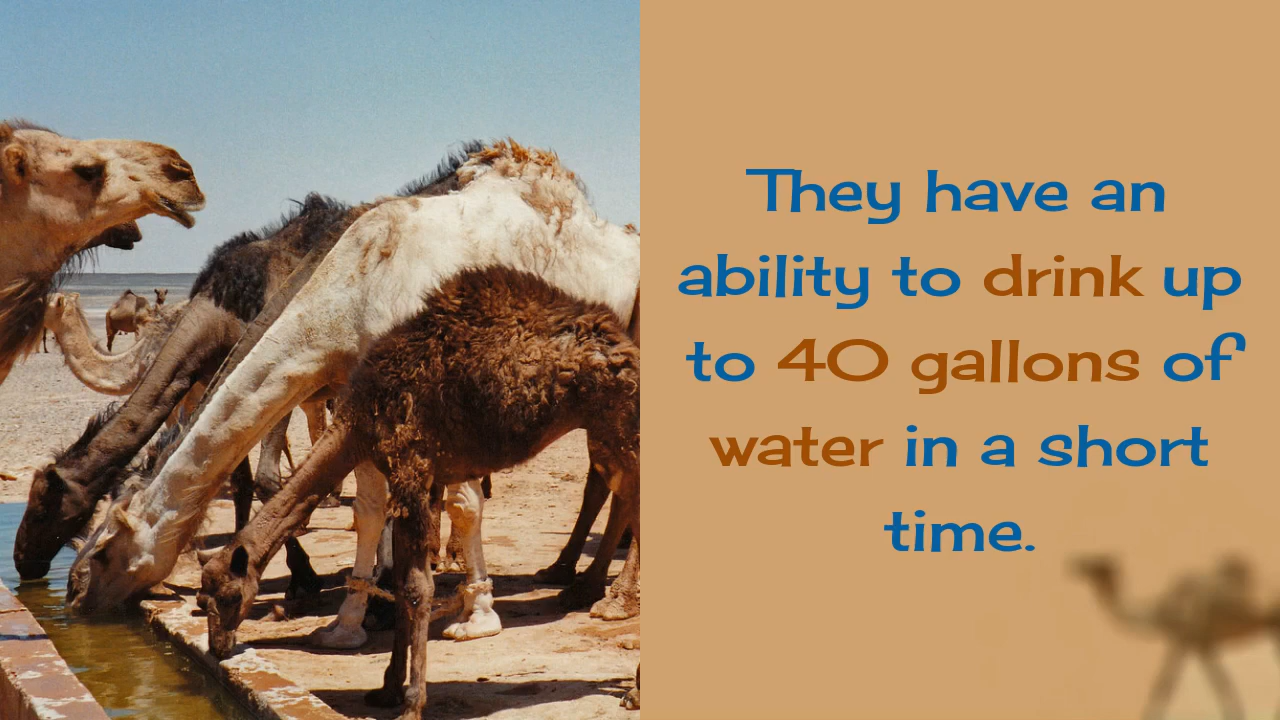 They have an
ability to drink up
to 40 gallons of
water in a short
time.